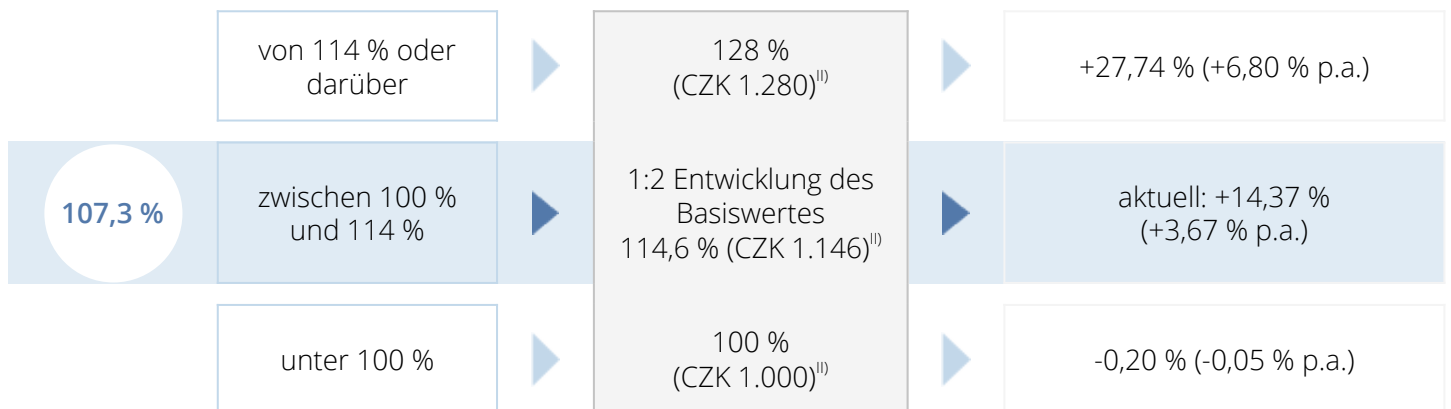 von 114 % oder
darüber
128 %
(CZK 1.280)II)
+27,74 % (+6,80 % p.a.)
107,3 %
zwischen 100 %
und 114 %
1:2 Entwicklung des
Basiswertes
114,6 % (CZK 1.146)II)
aktuell: +14,37 %
(+3,67 % p.a.)
unter 100 %
100 %
(CZK 1.000)II)
-0,20 % (-0,05 % p.a.)